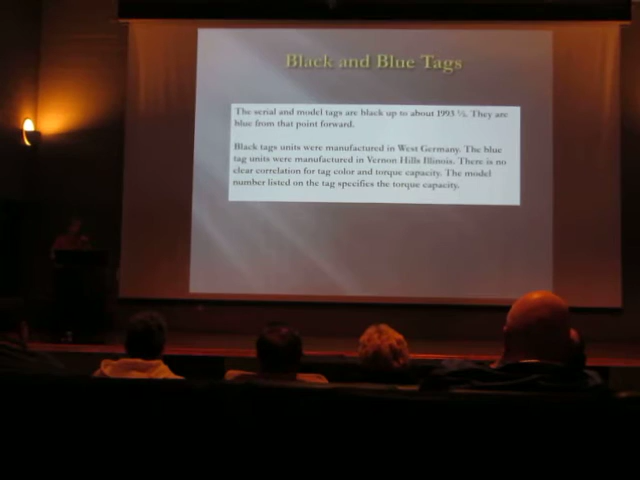 Black and Blue Tags
The serial and model tags are black up to about 1993 ½. They are
blue from that point forward.
Black tags units were manufactured in West Germany. The blue
tag units were manufactured in Vernon Hills Illinois. There is no
clear correlation for tag color and torque capacity. The model
number listed on the tag specifies the torque capacity.